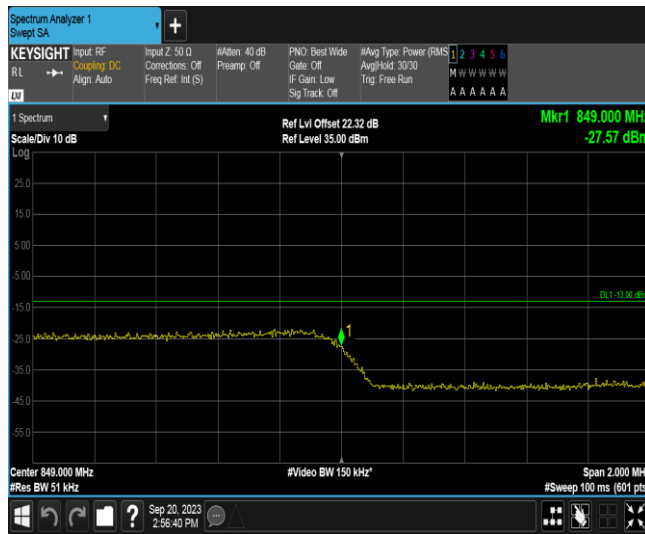 Spectrum Analyzer 1
Swept SA
+
KEYSIGHT
RL
LXI
Input: RF
Coupling: DC
Align: Auto
Input Z: 50 Ω
Corrections: Off
Freq Ref: Int (S)
#Atten: 40 dB
Preamp: Off
PNO: Best Wide
Gate: Off
IF Gain: Low
Sig Track: Off
#Avg Type: Power (RMS
Avg|Hold: 30/30
Trig: Free Run
1 2 3 4 5 6
M W W W W W
A A A A A A
1 Spectrum
Scale/Div 10 dB
Log
Ref Lvl Offset 22.32 dB
Ref Level 35.00 dBm
Mkr1 849.000 MHz
-27.57 dBm
25.0
15.0
5.00
-5.00
DL1 -13.00 dBm
-15.0
1
-25.0
-35.0
-45.0
-55.0
Center 849.000 MHz
#Video BW 150 kHz*
Span 2.000 MH
#Res BW 51 kHz
#Sweep 100 ms (601 pts
?
Sep 20, 2023
2:56:40 PM